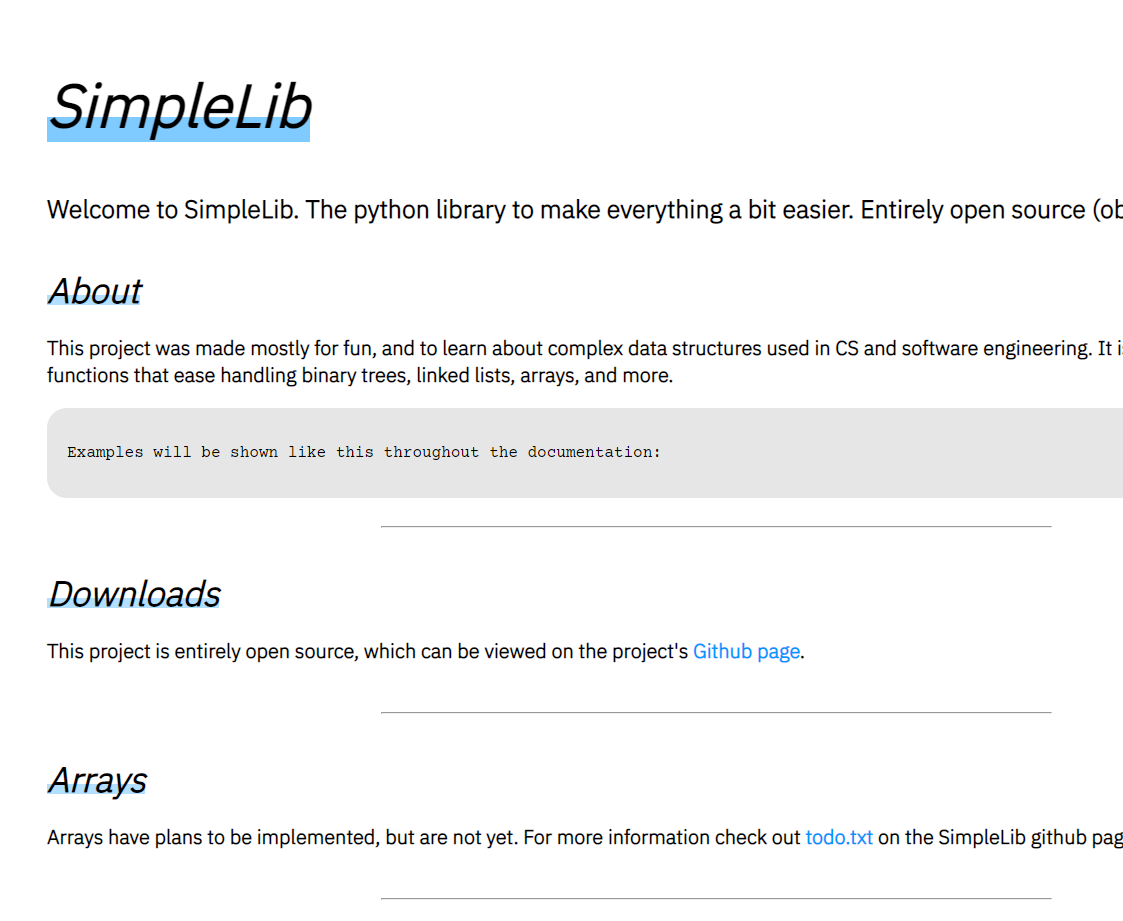 SimpleLib
Welcome to SimpleLib. The python library to make everything a bit easier. Entirely open source
About
This project was made mostly for fun, and to learn about complex data structures used in CS and software engineering. It
functions that ease handling binary trees, linked lists, arrays, and more.
Examples will be shown like this throughout the documentation:
Downloads
This project is entirely open source, which can be viewed on the project's Github page.
Arrays
Arrays have plans to be implemented, but are not yet. For more information check out todo.txt on the SimpleLib github